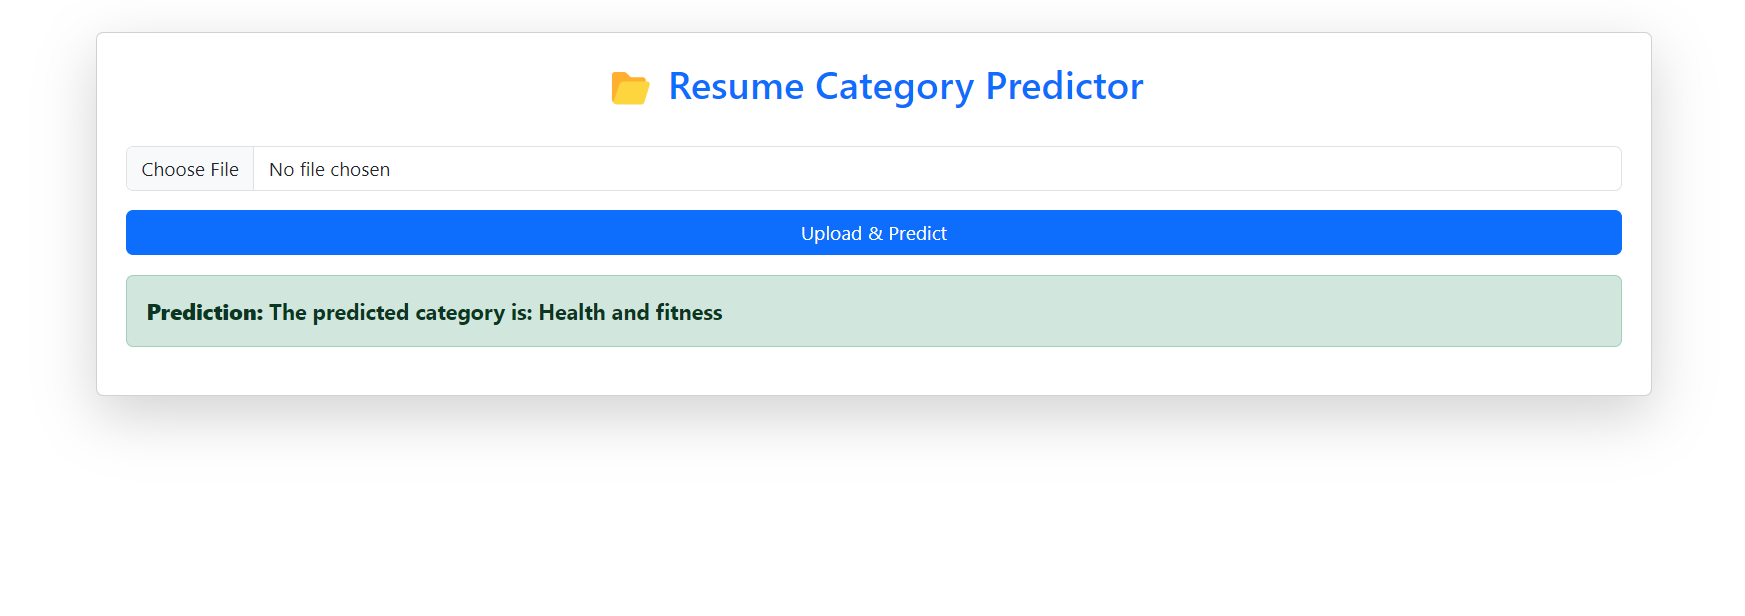 Resume Category Predictor
Choose File No file chosen
Upload & Predict
Prediction: The predicted category is: Health and fitness